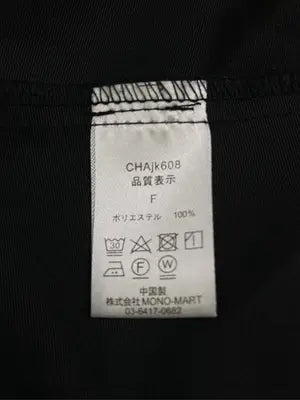 CHAjk608
品質表示
F
ポリエステル 100%
30
F W
中国製
株式会社 MONO-MART
03-6417-0682